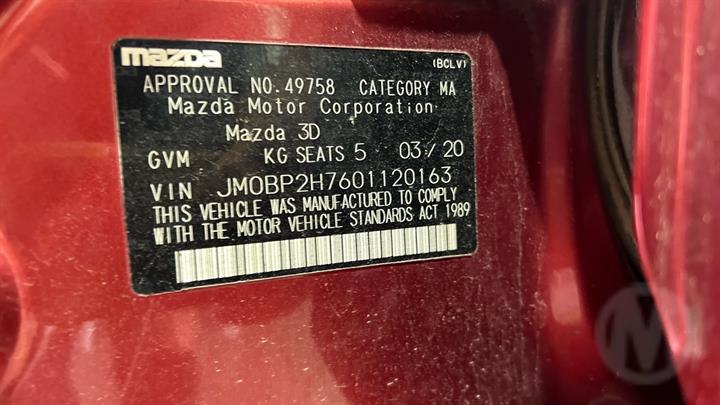 mazda (BCLV)
APPROVAL NO. 49758 CATEGORY MA
Mazda Motor Corporation
Mazda 3D
GVM KG SEATS 5 03/20
VIN JM0BP2H7601120163
THIS VEHICLE WAS MANUFACTURED TO COMPLY
WITH THE MOTOR VEHICLE STANDARDS ACT 1989
M